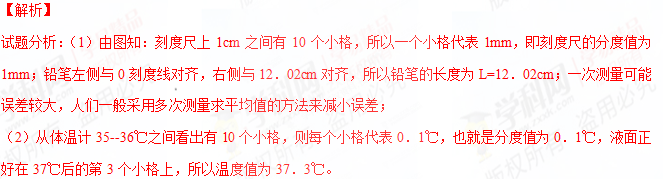 【解析】
试题分析：（1）由图知：刻度尺上 1cm 之间有 10 个小格，所以一个小格代表 1mm，即刻度尺的分度值为
1mm；铅笔左侧与 0 刻度线对齐，右侧与 12．02cm 对齐，所以铅笔的长度为 L=12．02cm；一次测量可能
误差较大，人们一般采用多次测量求平均值的方法来减小误差；
（2）从体温计 35--36℃之间看出有 10 个小格，则每个小格代表 0．1℃，也就是分度值为 0．1℃，液面正
好在 37℃后的第 3 个小格上，所以温度值为 37．3℃。